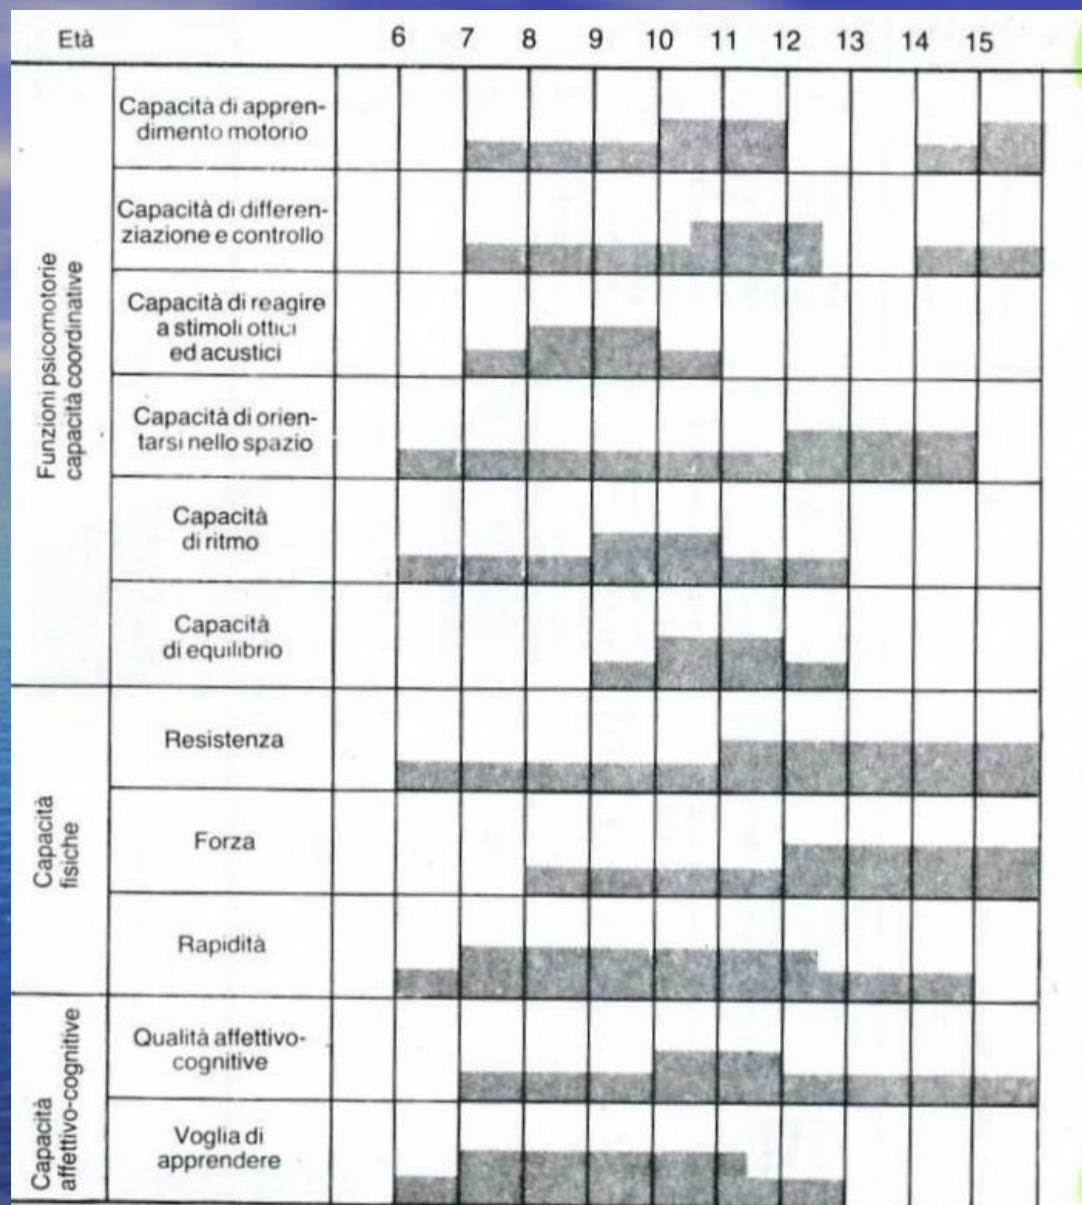 Età 6 7 8 9 10 11 12 13 14 15
Funzioni psicomotorie
capacità coordinative
Capacità di appren-
dimento motorio
Capacità di differen-
ziazione e controllo
Capacità di reagire
a stimoli ottici
ed acustici
Capacità di orien-
tarsi nello spazio
Capacità
di ritmo
Capacità
di equilibrio
Capacità
fisiche
Resistenza
Forza
Rapidità
Capacità
affettivo-cognitive
Qualità affettivo-
cognitive
Voglia di
apprendere